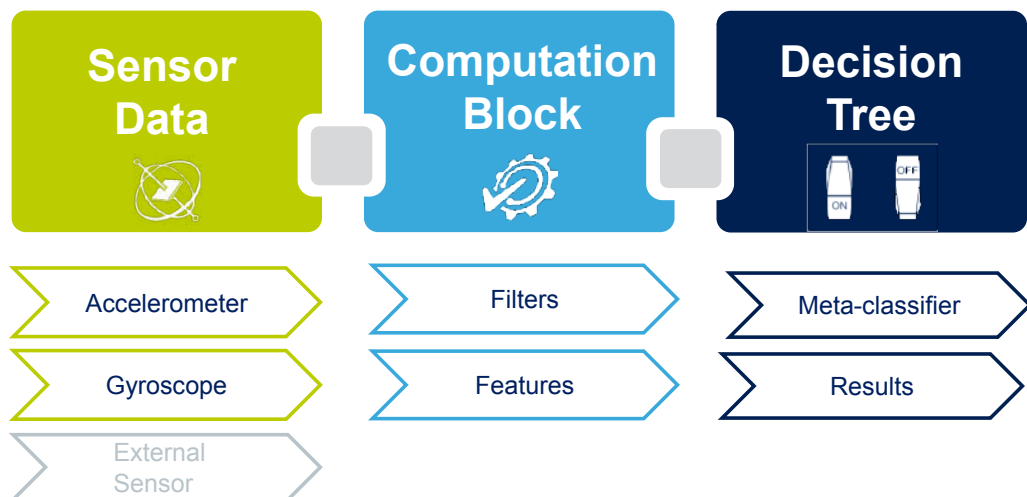 Sensor
Data
Computation
Block
Decision
Tree
ON
OFF
Accelerometer
Filters
Meta-classifier
Gyroscope
Features
Results
External
Sensor